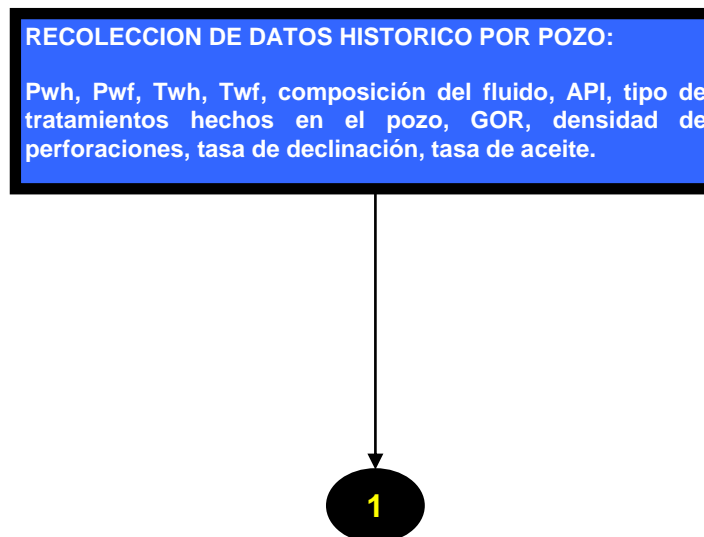 RECOLECCION DE DATOS HISTORICO POR POZO:
Pwh, Pwf, Twh, Twf, composición del fluido, API, tipo de
tratamientos hechos en el pozo, GOR, densidad de
perforaciones, tasa de declinación, tasa de aceite.
1